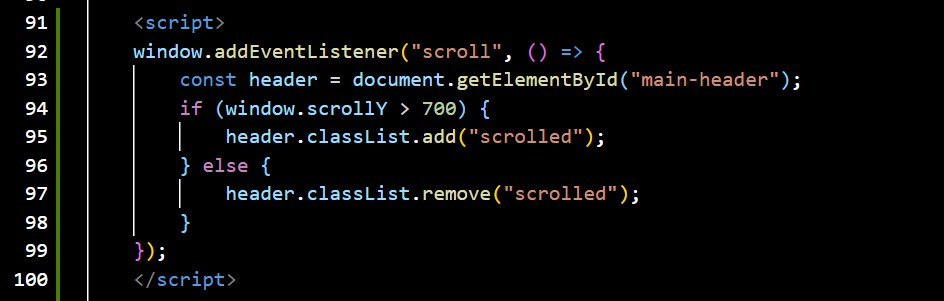 91 <script>
92 window.addEventListener("scroll", () => {
93     const header = document.getElementById("main-header");
94     if (window.scrollY > 700) {
95         header.classList.add("scrolled");
96     } else {
97         header.classList.remove("scrolled");
98     }
99 });
100 </script>